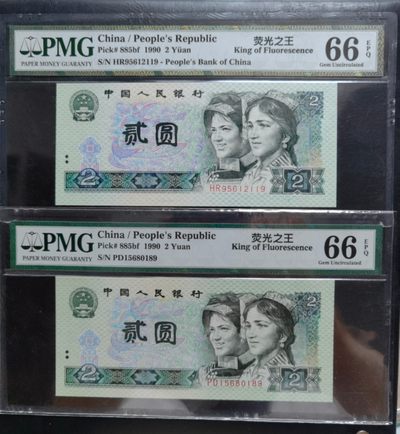 PMG
PAPER MONEY GUARANTY
China / People's Republic
Pick# 885bf 1990 2 Yüan
S/N HR95612119 - People's Bank of China
荧光之王
King of Fluorescence
66 EPQ
Gem Uncirculated
中国人民银行
贰圆
2
HR95612119
2
2
PMG
PAPER MONEY GUARANTY
China / People's Republic
Pick# 885bf 1990 2 Yuan
S/N PD15680189
荧光之王
King of Fluorescence
66 EPQ
Gem Uncirculated
中国人民银行
贰圆
2
PD15680189
2
2